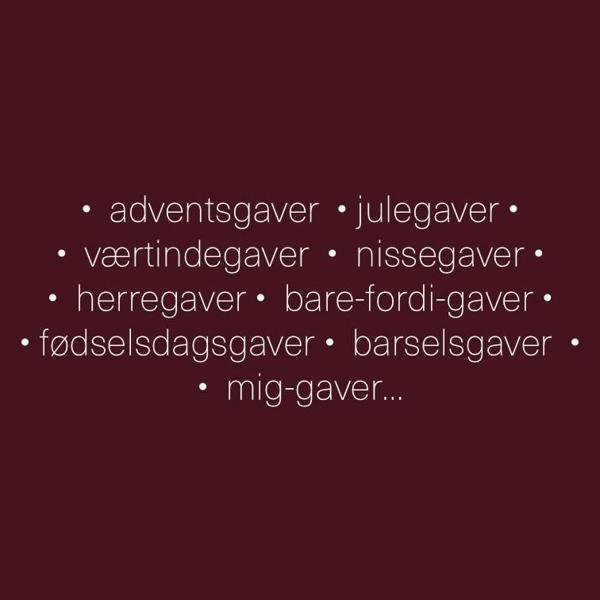 • adventsgaver • julegaver •
• værtindegaver • nissegaver •
• herregaver • bare-fordi-gaver •
• fødselsdagsgaver • barselsgaver •
• mig-gaver...